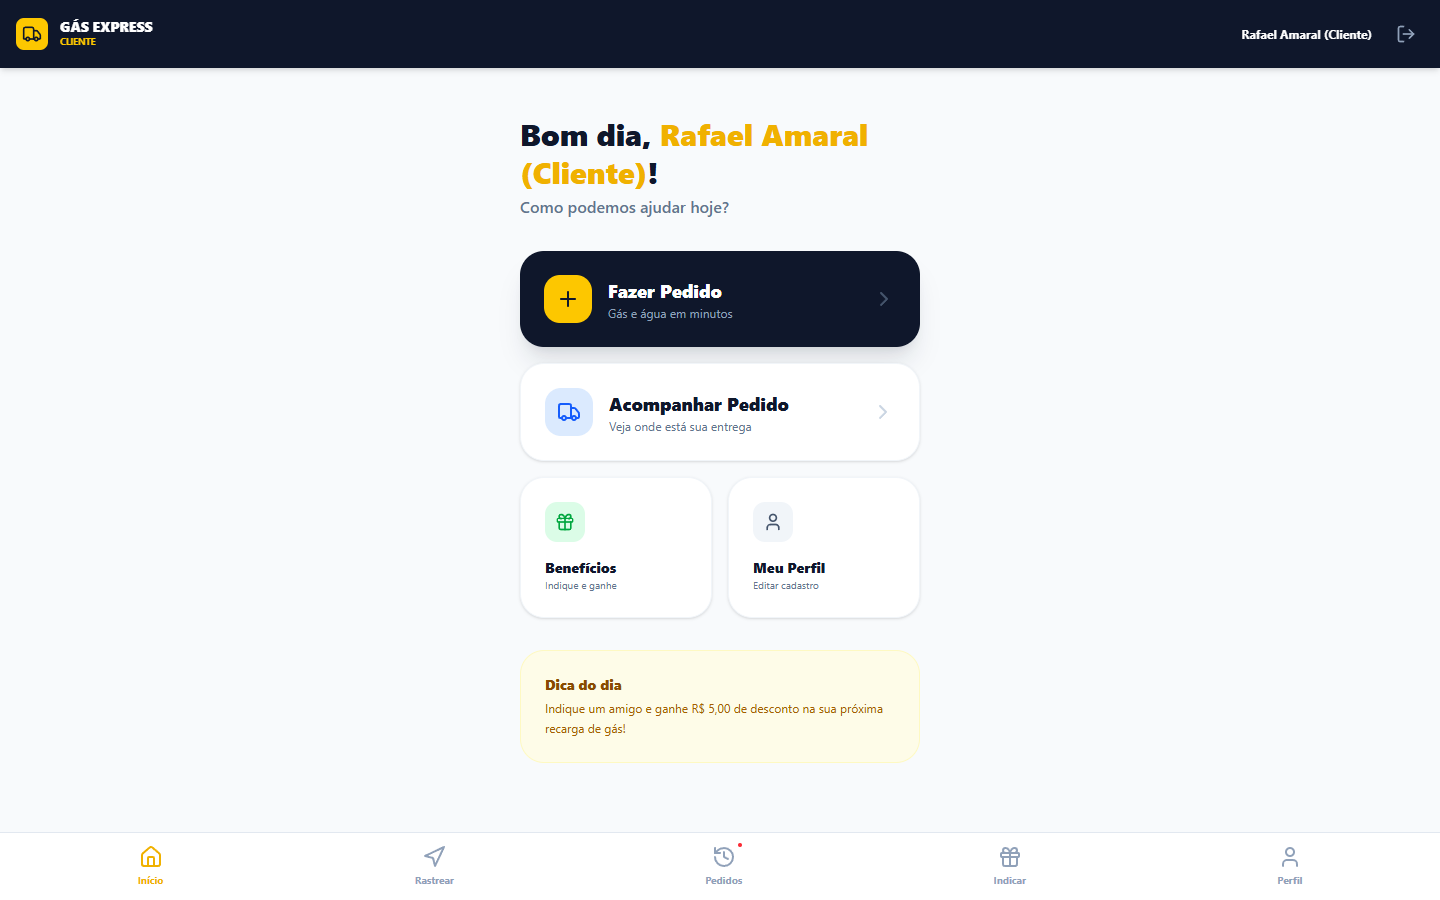 GÁS EXPRESS
CLIENTE
Rafael Amaral (Cliente)
Bom dia, Rafael Amaral
(Cliente)!
Como podemos ajudar hoje?
Fazer Pedido
Gás e água em minutos
Acompanhar Pedido
Veja onde está sua entrega
Benefícios
Indique e ganhe
Meu Perfil
Editar cadastro
Dica do dia
Indique um amigo e ganhe R$ 5,00 de desconto na sua próxima
recarga de gás!
Início
Rastrear
Pedidos
Indicar
Perfil